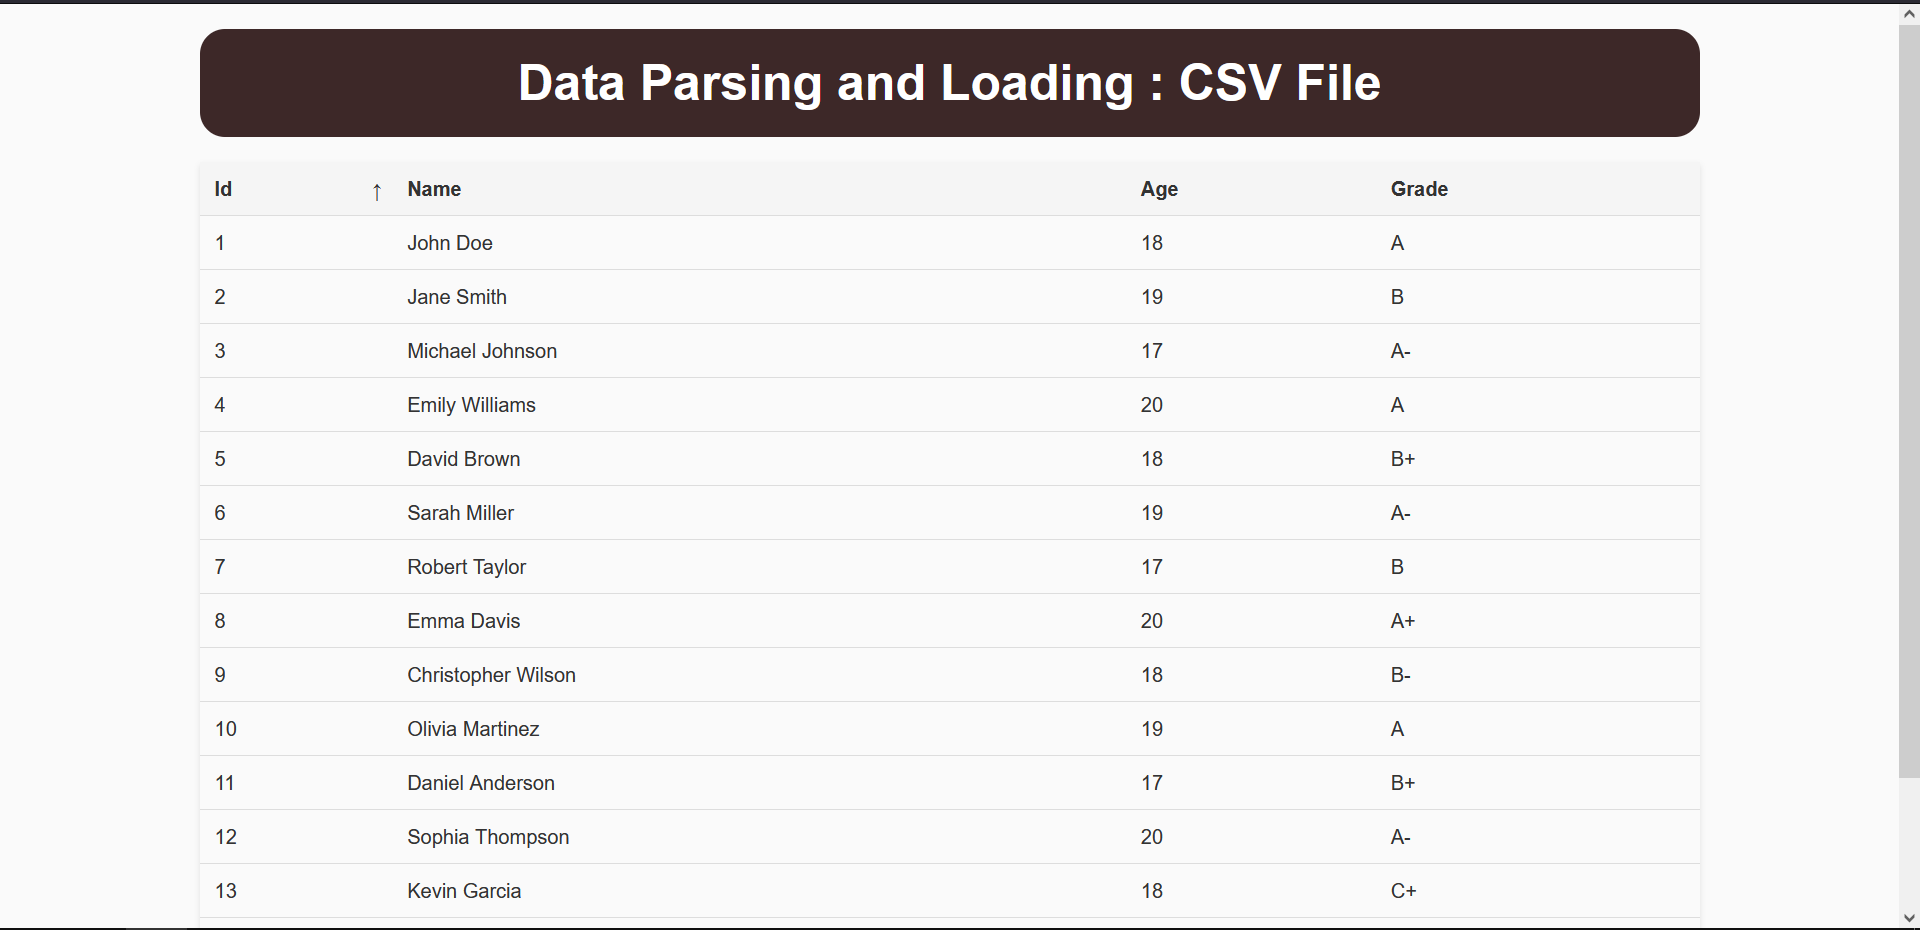 Data Parsing and Loading : CSV File
Id ↑ Name Age Grade
1 John Doe 18 A
2 Jane Smith 19 B
3 Michael Johnson 17 A-
4 Emily Williams 20 A
5 David Brown 18 B+
6 Sarah Miller 19 A-
7 Robert Taylor 17 B
8 Emma Davis 20 A+
9 Christopher Wilson 18 B-
10 Olivia Martinez 19 A
11 Daniel Anderson 17 B+
12 Sophia Thompson 20 A-
13 Kevin Garcia 18 C+